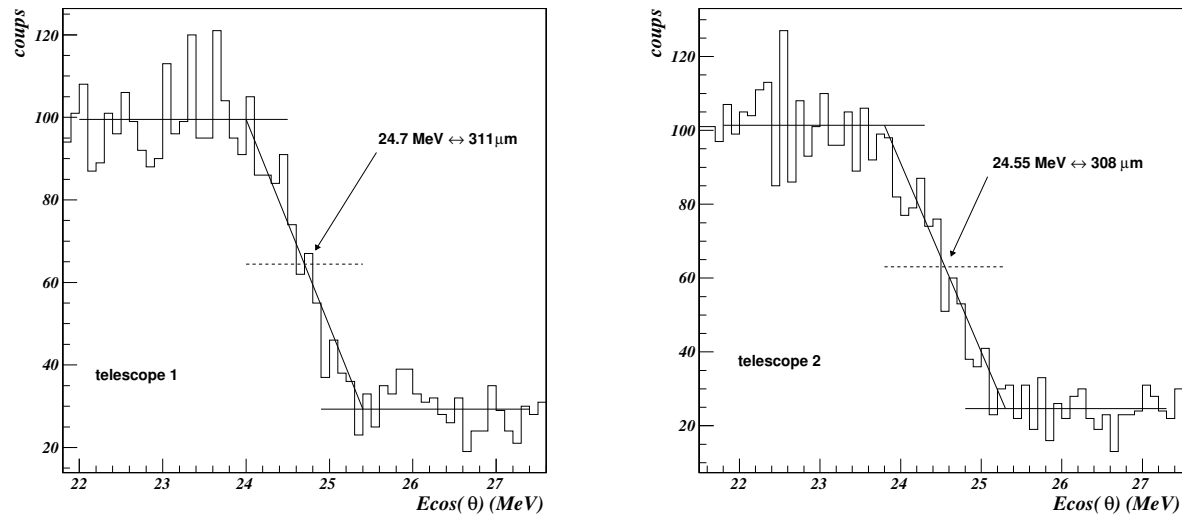 coups
120
100
80
60
40
20
24.7 MeV ↔ 311 μm
telescope 1
22 23 24 25 26 27
Ecos( θ) (MeV)
coups
120
100
80
60
40
20
24.55 MeV ↔ 308 μm
telescope 2
22 23 24 25 26 27
Ecos( θ) (MeV)